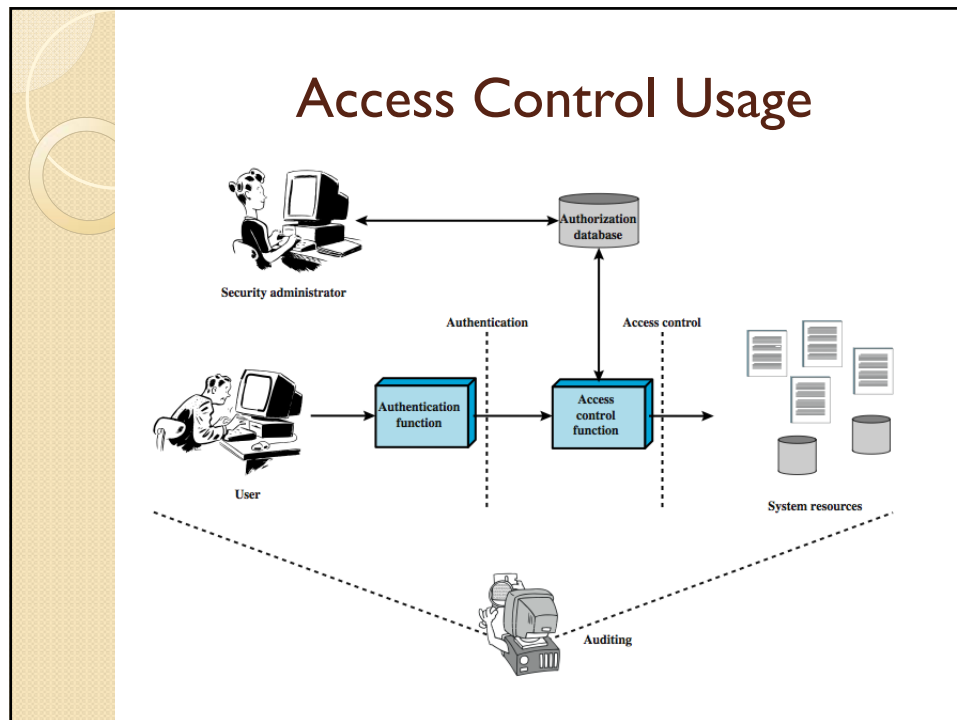 Access Control Usage
Authorization
database
Security administrator
Authentication
Access control
Authentication
function
Access
control
function
User
System resources
Auditing